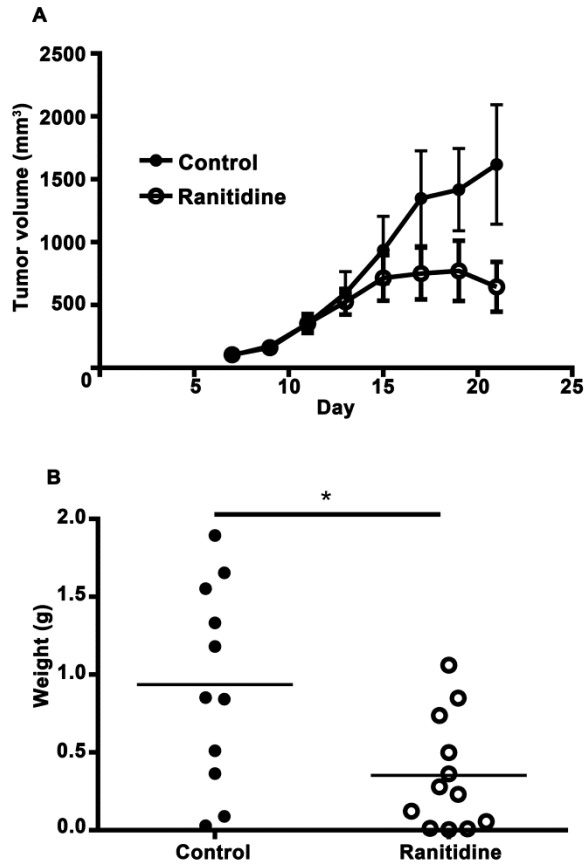 A
Tumor volume (mm³)
2500
2000
1500
1000
500
0
Control
Ranitidine
5 10 15 20 25
Day
B
*
Weight (g)
2.0
1.5
1.0
0.5
0.0
Control Ranitidine